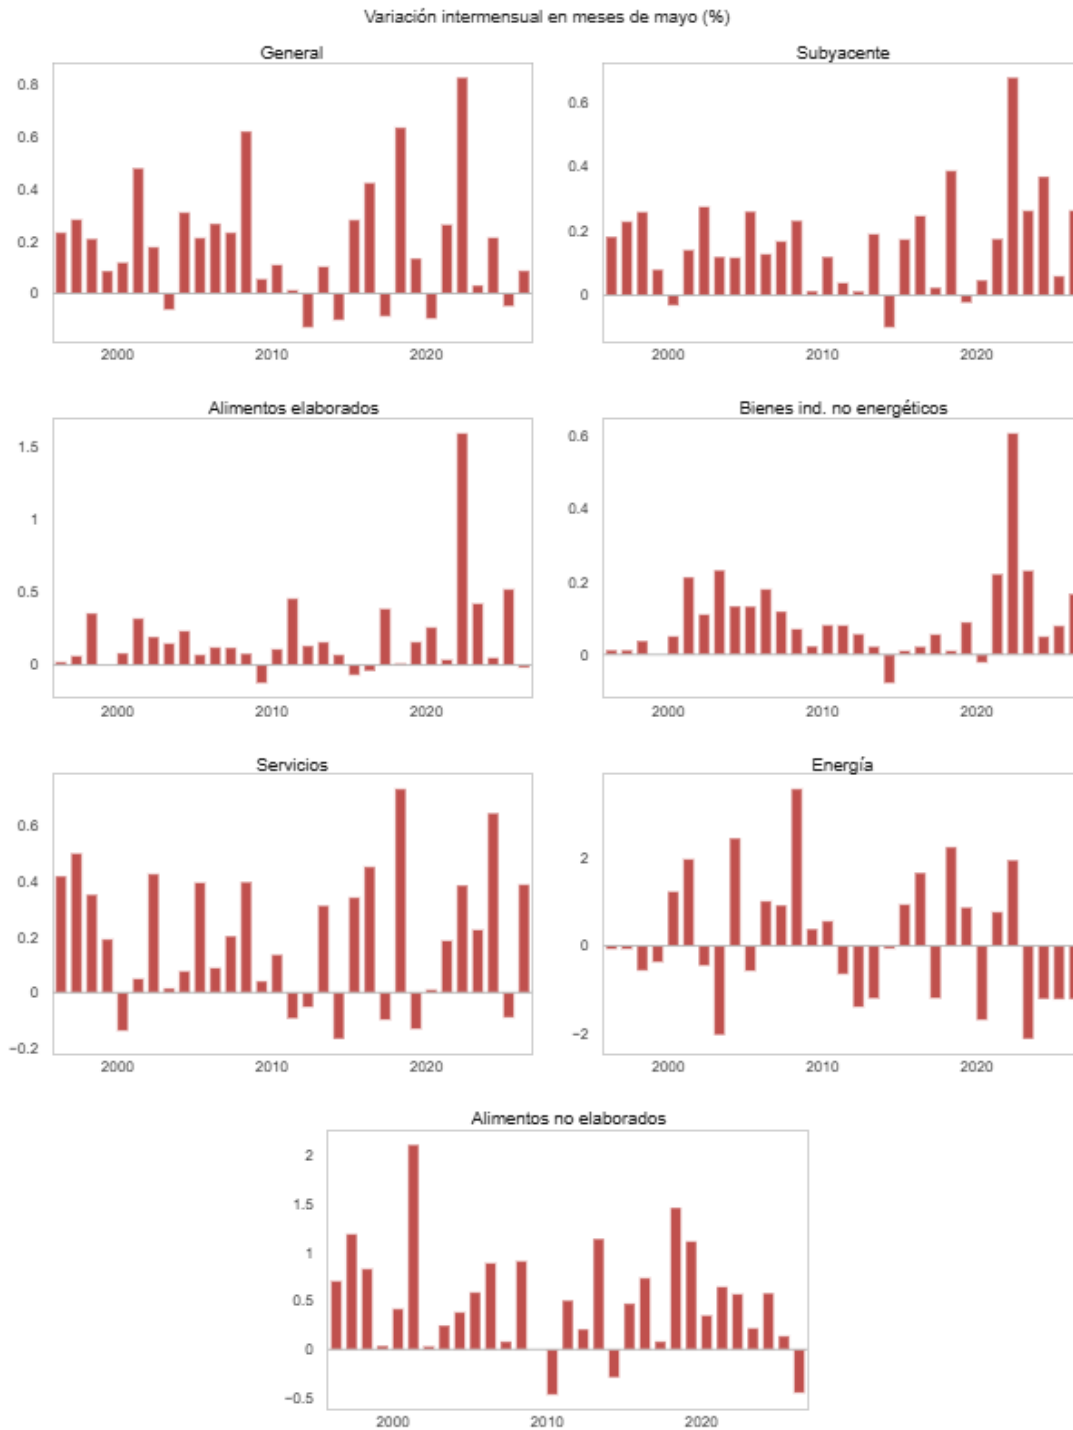 Variación intermensual en meses de mayo (%)
General
0.8
0.6
0.4
0.2
0
2000 2010 2020
Subyacente
0.6
0.4
0.2
0
2000 2010 2020
Alimentos elaborados
1.5
1
0.5
0
2000 2010 2020
Bienes ind. no energéticos
0.6
0.4
0.2
0
2000 2010 2020
Servicios
0.6
0.4
0.2
0
−0.2
2000 2010 2020
Energía
2
0
−2
2000 2010 2020
Alimentos no elaborados
2
1.5
1
0.5
0
−0.5
2000 2010 2020